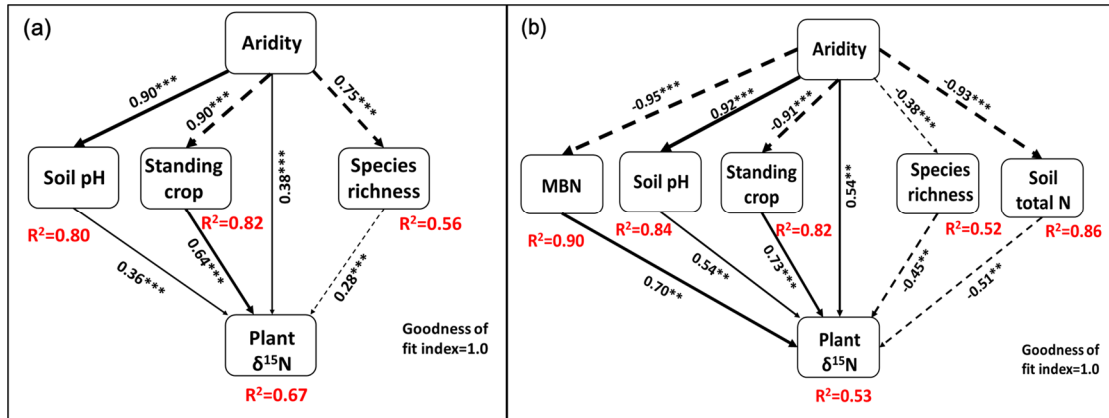 (a)
Aridity
0.90***
0.90***
0.75***
0.38***
Soil pH
Standing
crop
Species
richness
R²=0.80
R²=0.82
R²=0.56
0.36***
0.64***
0.28***
Plant
δ¹⁵N
R²=0.67
Goodness of
fit index=1.0
(b)
Aridity
-0.95***
0.92***
-0.91***
-0.38***
-0.93***
0.54**
MBN
Soil pH
Standing
crop
Species
richness
Soil
total N
R²=0.90
R²=0.84
R²=0.82
R²=0.52
R²=0.86
0.70**
0.54**
0.73***
-0.45**
-0.51**
Plant
δ¹⁵N
R²=0.53
Goodness of
fit index=1.0